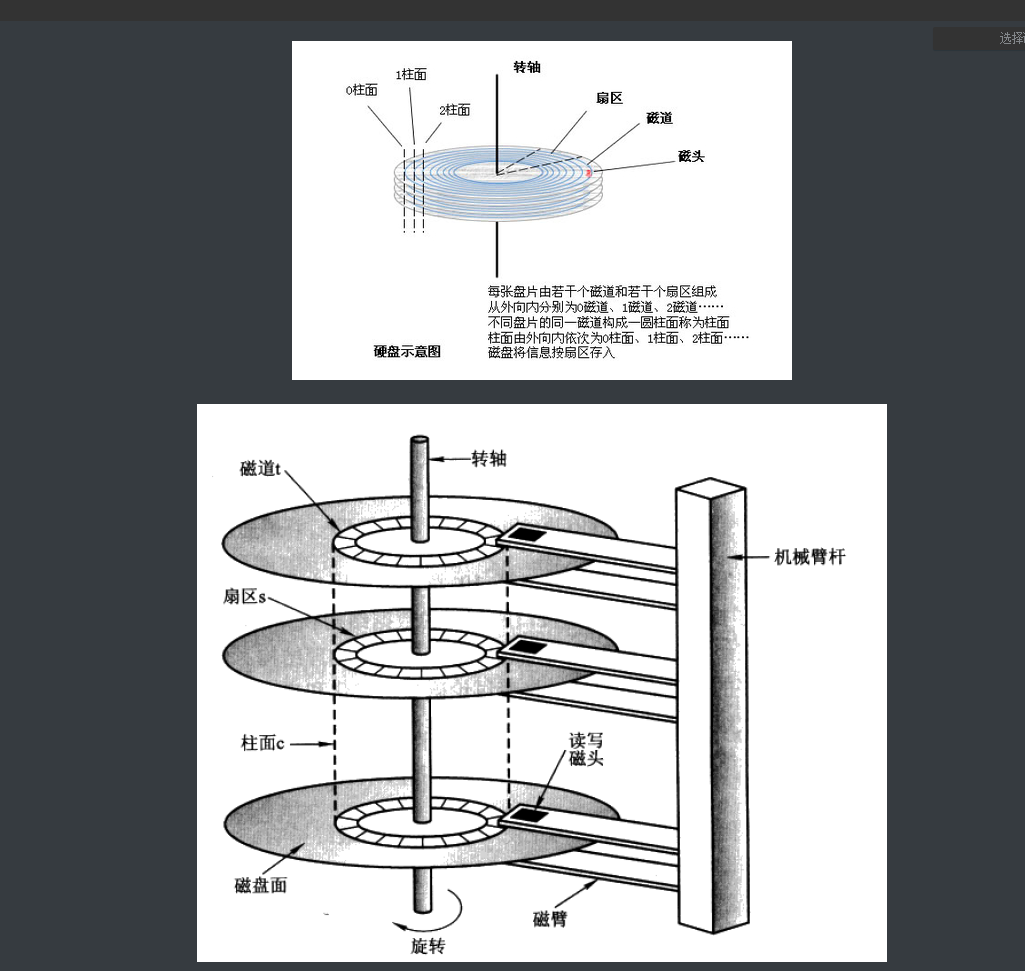 选择
转轴
1柱面
0柱面
扇区
2柱面
磁道
磁头
每张盘片由若干个磁道和若干个扇区组成
从外向内分别为0磁道、1磁道、2磁道……
不同盘片的同一磁道构成一圆柱面称为柱面
柱面由外向内依次为0柱面、1柱面、2柱面……
硬盘示意图
磁盘将信息按扇区存入
转轴
磁道t
机械臂杆
扇区s
柱面c
读写
磁头
磁盘面
磁臂
旋转